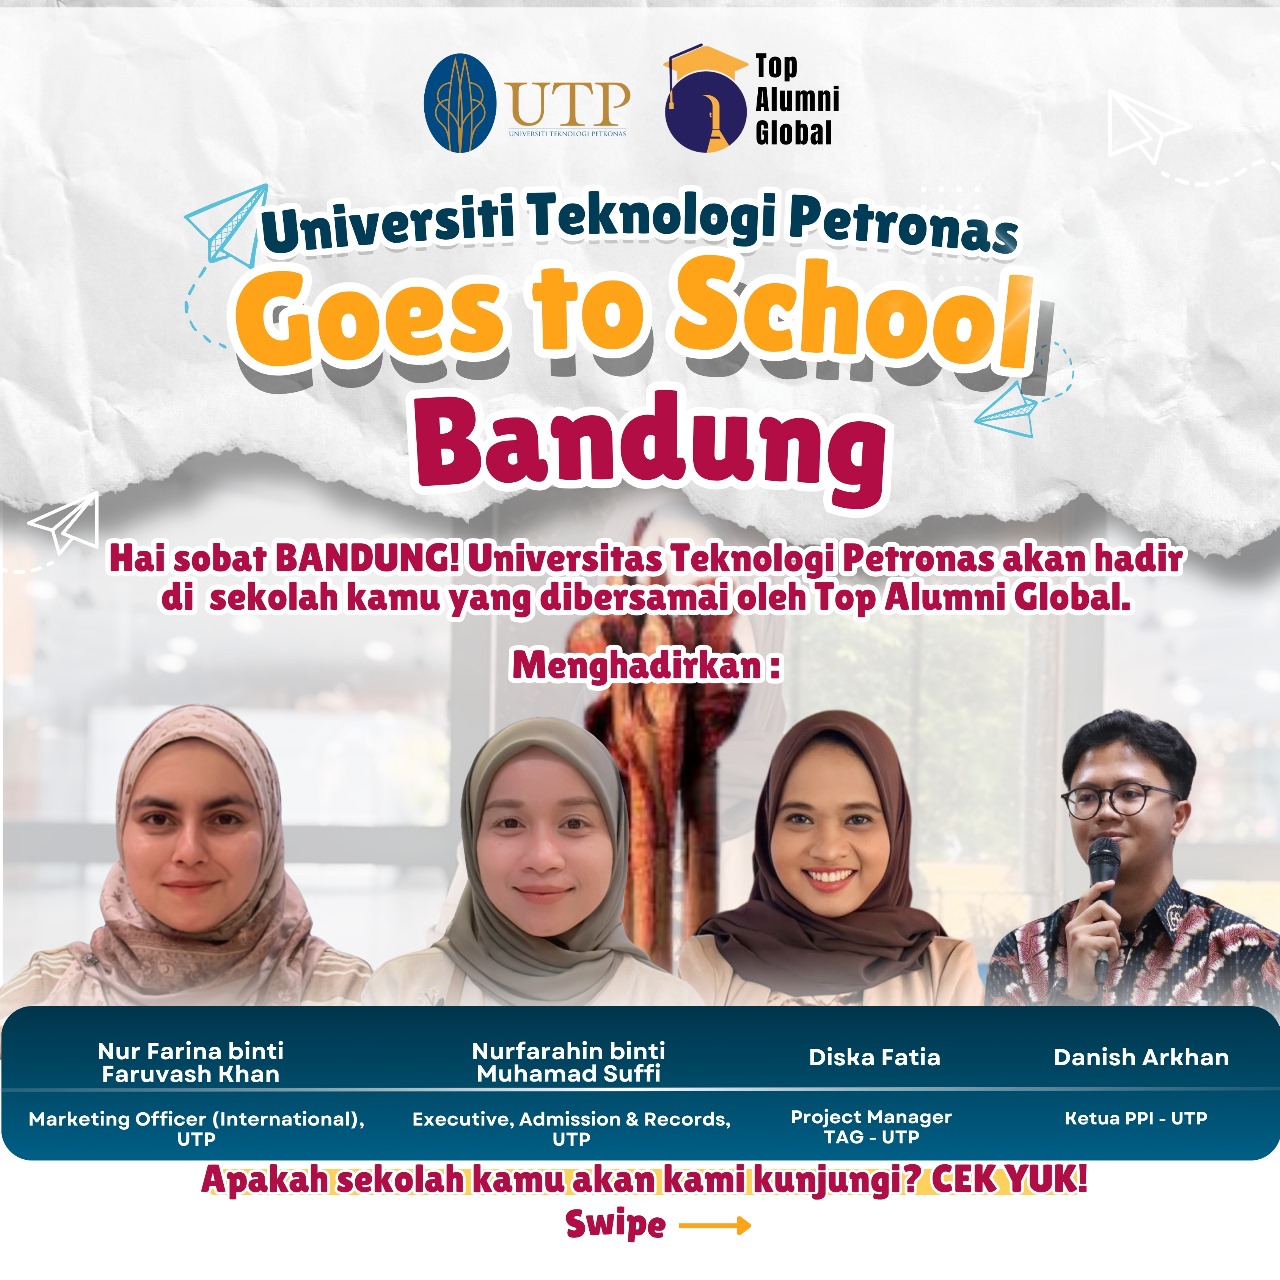 UTP
UNIVERSITI TEKNOLOGI PETRONAS
Top
Alumni
Global
Universiti Teknologi Petronas
Goes to School
Bandung
Hai sobat BANDUNG! Universitas Teknologi Petronas akan hadir
di sekolah kamu yang dibersamai oleh Top Alumni Global.
Menghadirkan :
Nur Farina binti
Faruvash Khan
Marketing Officer (International),
UTP
Nurfarahin binti
Muhamad Suffi
Executive, Admission & Records,
UTP
Diska Fatia
Project Manager
TAG - UTP
Danish Arkhan
Ketua PPI - UTP
Apakah sekolah kamu akan kami kunjungi? CEK YUK!
Swipe